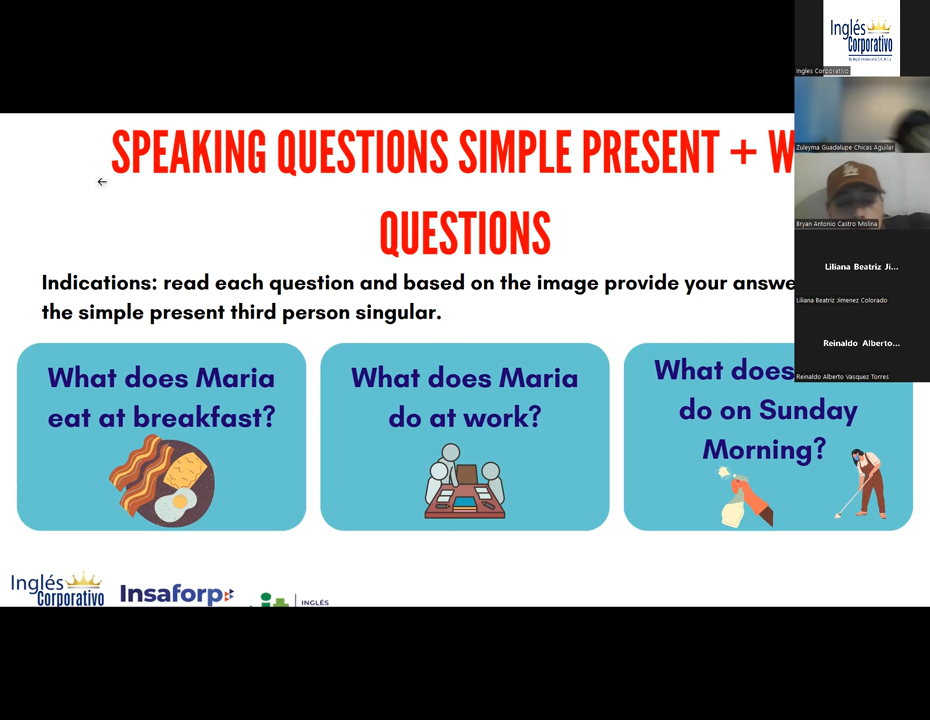 SPEAKING QUESTIONS SIMPLE PRESENT + W
QUESTIONS
Indications: read each question and based on the image provide your answe
the simple present third person singular.
What does Maria
eat at breakfast?
What does Maria
do at work?
What does
do on Sunday
Morning?
Inglés
Corporativo
Insaforp
INGLÉS
Inglés
Corporativo
Ingles Corporativo
Zuleyma Guadalupe Chicas Aguilar
Bryan Antonio Castro Molina
Liliana Beatriz Ji...
Liliana Beatriz Jimenez Colorado
Reinaldo Alberto...
Reinaldo Alberto Vasquez Torres